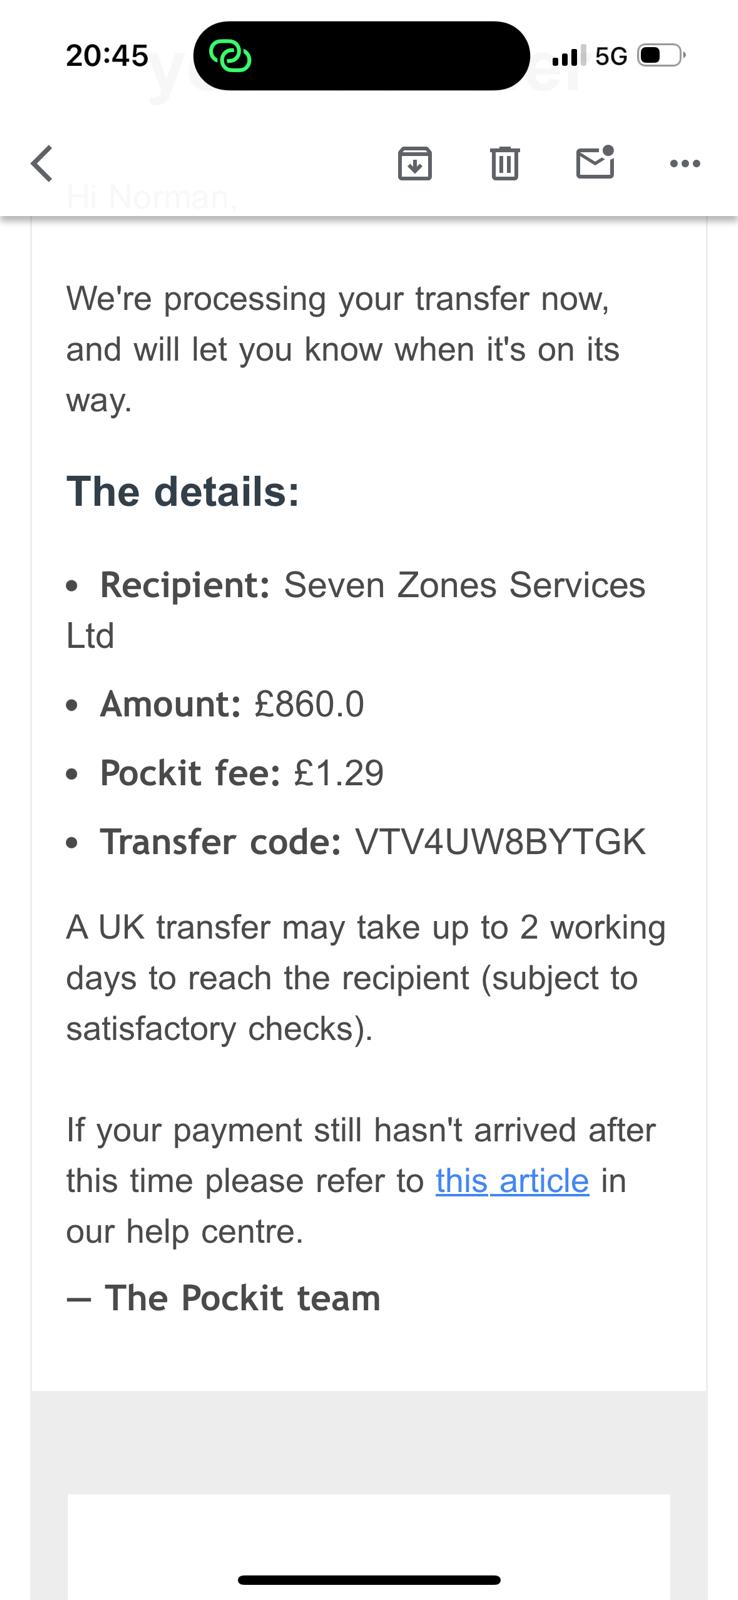 20:45
5G
Hi Norman,
We're processing your transfer now,
and will let you know when it's on its
way.
The details:
• Recipient: Seven Zones Services
Ltd
• Amount: £860.0
• Pockit fee: £1.29
• Transfer code: VTV4UW8BYTGK
A UK transfer may take up to 2 working
days to reach the recipient (subject to
satisfactory checks).
If your payment still hasn't arrived after
this time please refer to this article in
our help centre.
— The Pockit team